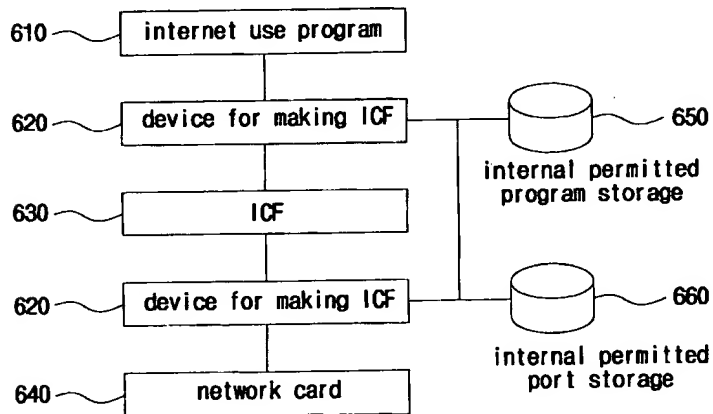 610
internet use program
620
device for making ICF
650
internal permitted
program storage
630
ICF
620
device for making ICF
660
internal permitted
port storage
640
network card